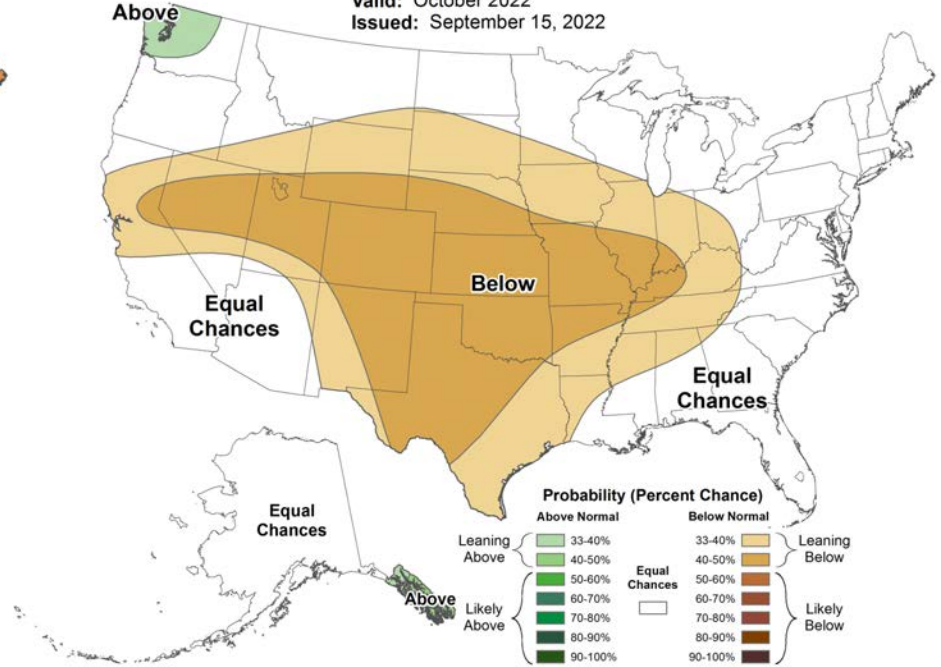 Valid: October 2022
Issued: September 15, 2022
Above
Below
Equal
Chances
Equal
Chances
Equal
Chances
Above
Probability (Percent Chance)
Above Normal
Below Normal
Leaning
Above
33-40%
40-50%
50-60%
60-70%
70-80%
80-90%
90-100%
Likely
Above
Equal
Chances
33-40%
40-50%
50-60%
60-70%
70-80%
80-90%
90-100%
Leaning
Below
Likely
Below